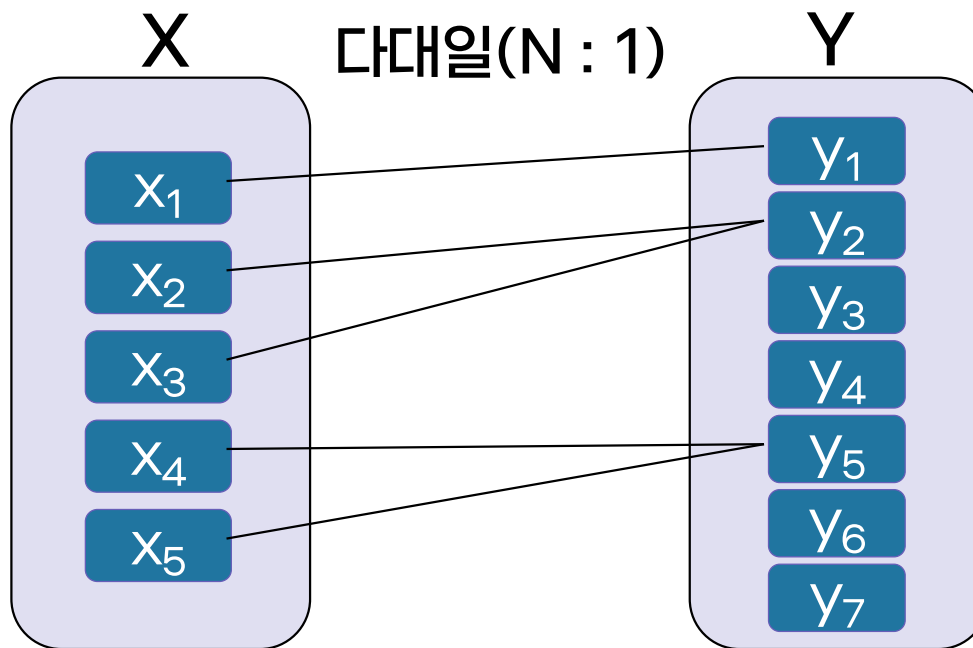 X 다대일(N : 1) Y
x₁
x₂
x₃
x₄
x₅
y₁
y₂
y₃
y₄
y₅
y₆
y₇